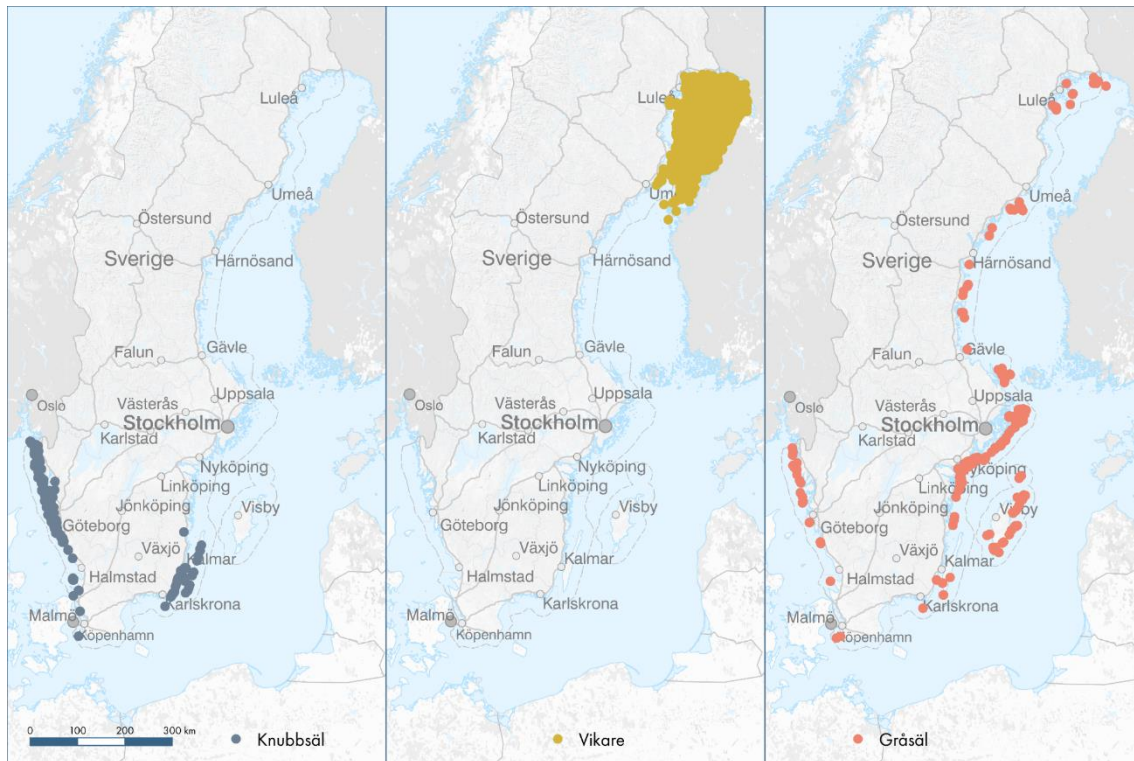 Luleå
Umeå
Östersund
Sverige
Härnösand
Falun
Gävle
Oslo
Västerås
Uppsala
Stockholm
Karlstad
Nyköping
Linköping
Jönköping
Visby
Göteborg
Växjö
Kalmar
Halmstad
Karlskrona
Malmö
Köpenhamn
0 100 200 300 km
Knubbsäl
Luleå
Umeå
Östersund
Sverige
Härnösand
Falun
Gävle
Oslo
Västerås
Uppsala
Stockholm
Karlstad
Nyköping
Linköping
Jönköping
Visby
Göteborg
Växjö
Kalmar
Halmstad
Karlskrona
Malmö
Köpenhamn
Vikare
Luleå
Umeå
Östersund
Sverige
Härnösand
Falun
Gävle
Oslo
Västerås
Uppsala
Stockholm
Karlstad
Nyköping
Linköping
Jönköping
Visby
Göteborg
Växjö
Kalmar
Halmstad
Karlskrona
Malmö
Köpenhamn
Gråsäl